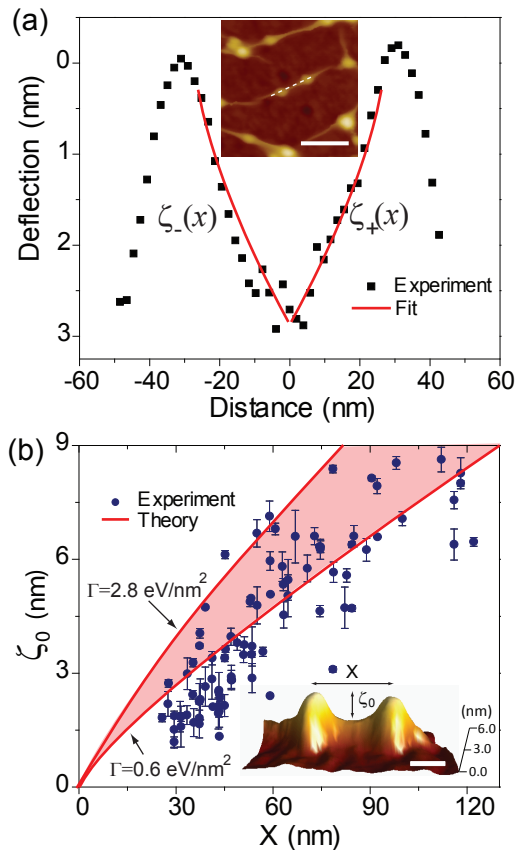 (a)
0
1
2
3
Deflection (nm)
ζ₋(x)
ζ₊(x)
Experiment
Fit
-60 -40 -20 0 20 40 60
Distance (nm)
(b)
9
6
3
0
ζ₀ (nm)
Experiment
Theory
Γ=2.8 eV/nm²
Γ=0.6 eV/nm²
X
ζ₀
(nm)
6.0
3.0
0.0
0 30 60 90 120
X (nm)